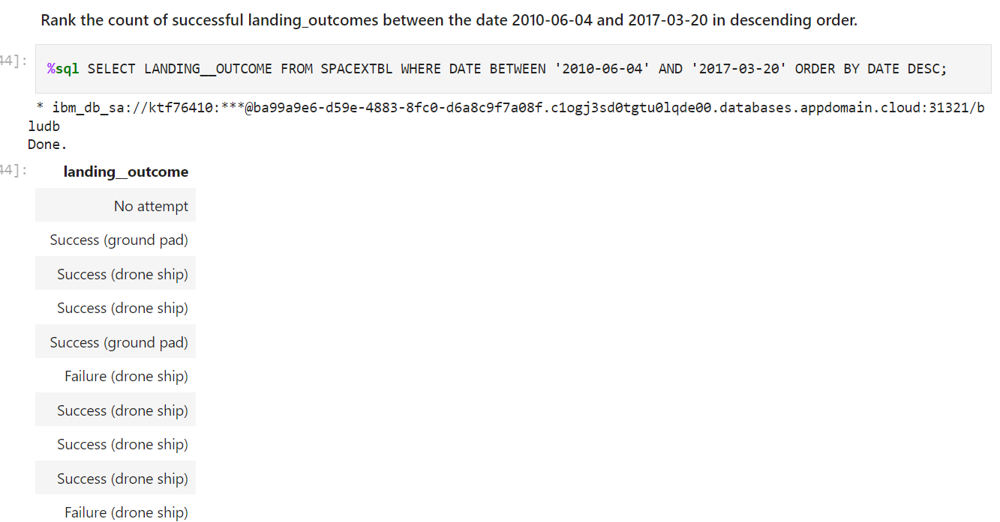 Rank the count of successful landing_outcomes between the date 2010-06-04 and 2017-03-20 in descending order.
44]:
%sql SELECT LANDING__OUTCOME FROM SPACEXTBL WHERE DATE BETWEEN '2010-06-04' AND '2017-03-20' ORDER BY DATE DESC;
* ibm_db_sa://ktf76410:***@ba99a9e6-d59e-4883-8fc0-d6a8c9f7a08f.c1ogj3sd0tgtu0lqde00.databases.appdomain.cloud:31321/b
ludb
Done.
44]:
landing__outcome
No attempt
Success (ground pad)
Success (drone ship)
Success (drone ship)
Success (ground pad)
Failure (drone ship)
Success (drone ship)
Success (drone ship)
Success (drone ship)
Failure (drone ship)